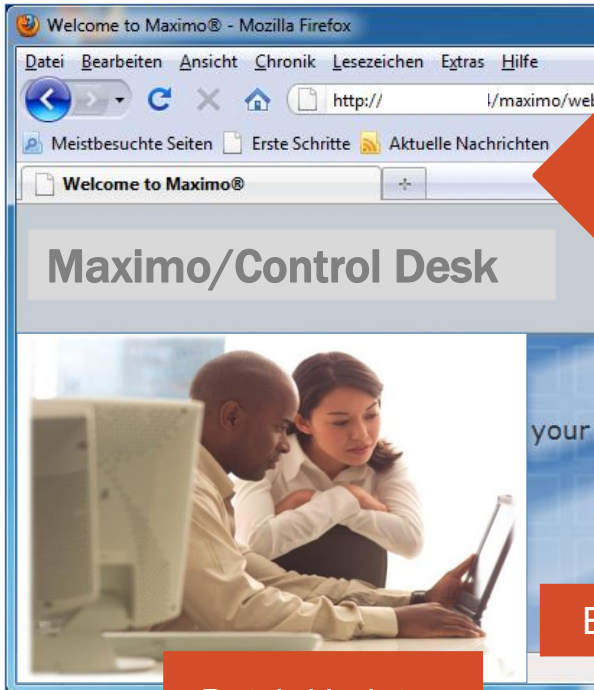 Welcome to Maximo® - Mozilla Firefox
Datei Bearbeiten Ansicht Chronik Lesezeichen Extras Hilfe
http:// /maximo/web
Meistbesuchte Seiten Erste Schritte Aktuelle Nachrichten
Welcome to Maximo®
Maximo/Control Desk
your